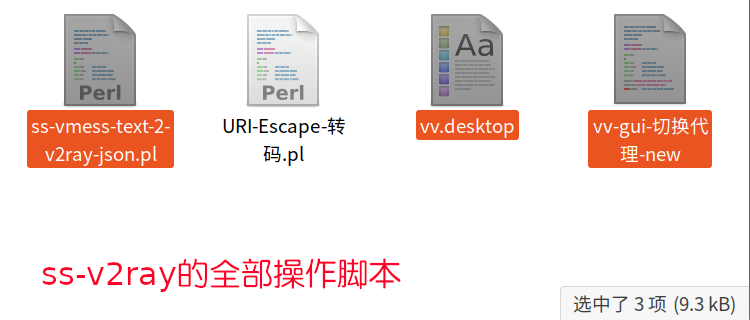 Perl
Perl
Aa
ss-vmess-text-2-
v2ray-json.pl
URI-Escape-转
码.pl
vv.desktop
vv-gui-切换代
理-new
ss-v2ray的全部操作脚本
选中了 3 项 (9.3 kB)